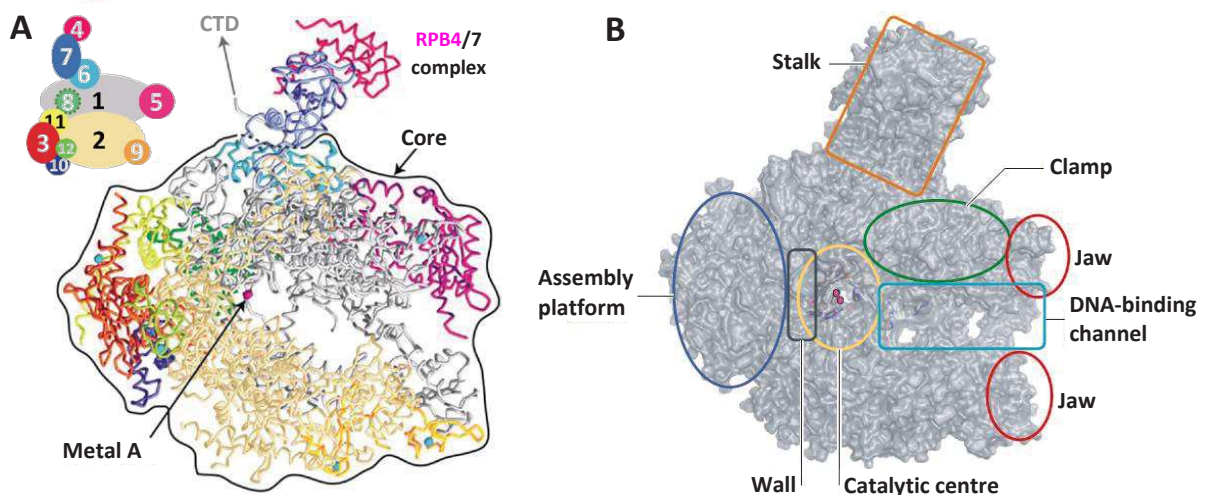 A
4
7
6
8
1
5
11
3
12
2
9
10
CTD
RPB4/7
complex
Core
Metal A
B
Stalk
Clamp
Jaw
Assembly
platform
DNA-binding
channel
Jaw
Wall
Catalytic centre